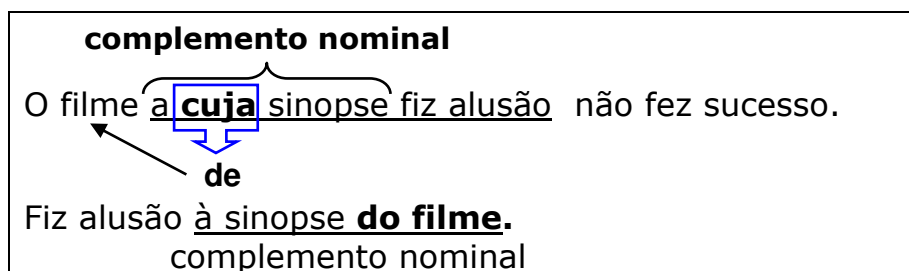 complemento nominal
O filme a cuja sinopse fiz alusão não fez sucesso.
de
Fiz alusão à sinopse do filme.
complemento nominal